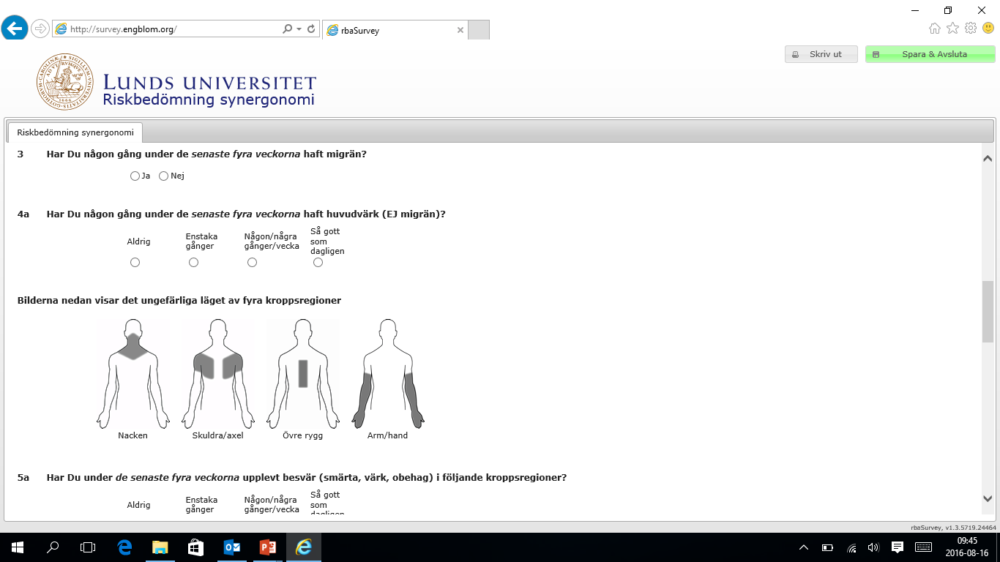 http://survey.engblom.org/
rbaSurvey
Skriv ut
Spara & Avsluta
LUNDS UNIVERSITET
Riskbedömning synergonomi
Riskbedömning synergonomi
3 Har Du någon gång under de senaste fyra veckorna haft migrän?
Ja Nej
4a Har Du någon gång under de senaste fyra veckorna haft huvudvärk (EJ migrän)?
Aldrig
Enstaka
gånger
Någon/några
gånger/vecka
Så gott
som
dagligen
Bilderna nedan visar det ungefärliga läget av fyra kroppsregioner
Nacken Skuldra/axel Övre rygg Arm/hand
5a Har Du under de senaste fyra veckorna upplevt besvär (smärta, värk, obehag) i följande kroppsregioner?
Aldrig
Enstaka
gånger
Någon/några
gånger/vecka
Så gott
som
dagligen
rbaSurvey, v1.3.5719.24464
09:45
2016-08-16